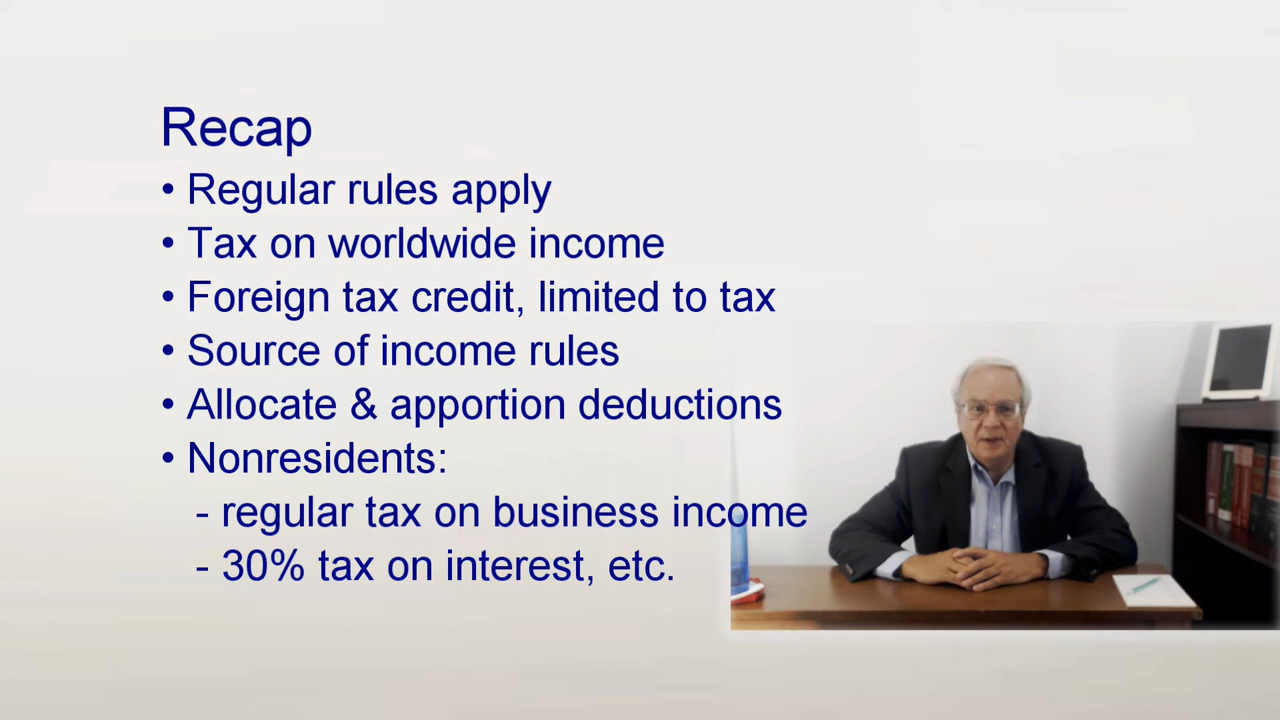 Recap
• Regular rules apply
• Tax on worldwide income
• Foreign tax credit, limited to tax
• Source of income rules
• Allocate & apportion deductions
• Nonresidents:
- regular tax on business income
- 30% tax on interest, etc.